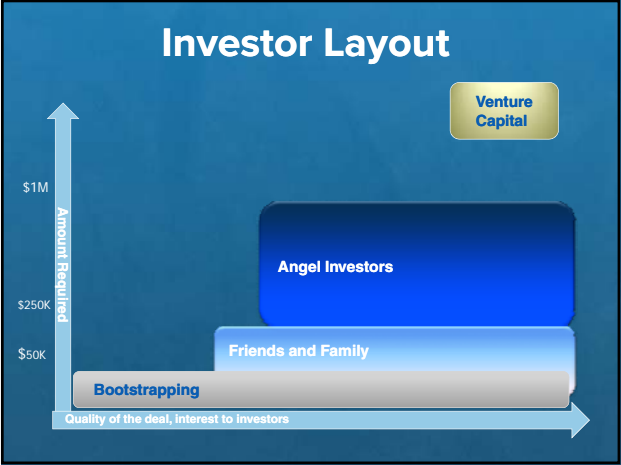 Investor Layout
Venture
Capital
$1M
Amount Required
Angel Investors
$250K
Friends and Family
$50K
Bootstrapping
Quality of the deal, interest to investors